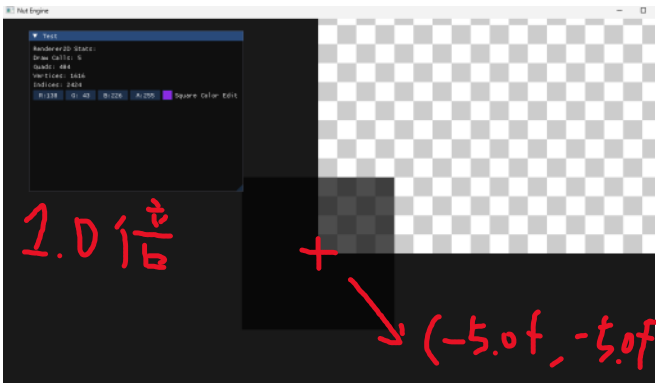 Nut Engine
Test
Renderer2D Stats:
Draw Calls: 5
Quads: 404
Vertices: 1616
Indices: 2424
R:138 G: 43 B:226 A:255 Square Color Edit
1.0倍
(-5.0f, -5.0f